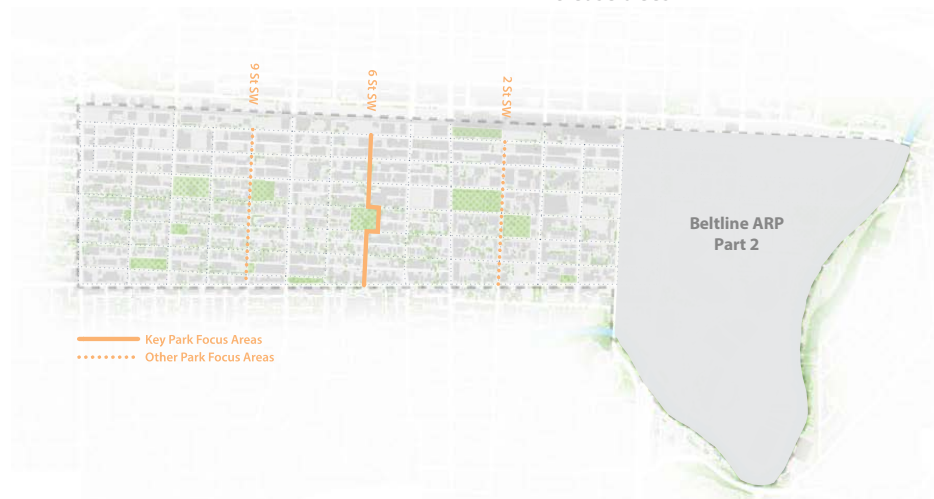 9 St SW
6 St SW
2 St SW
Beltline ARP
Part 2
Key Park Focus Areas
Other Park Focus Areas